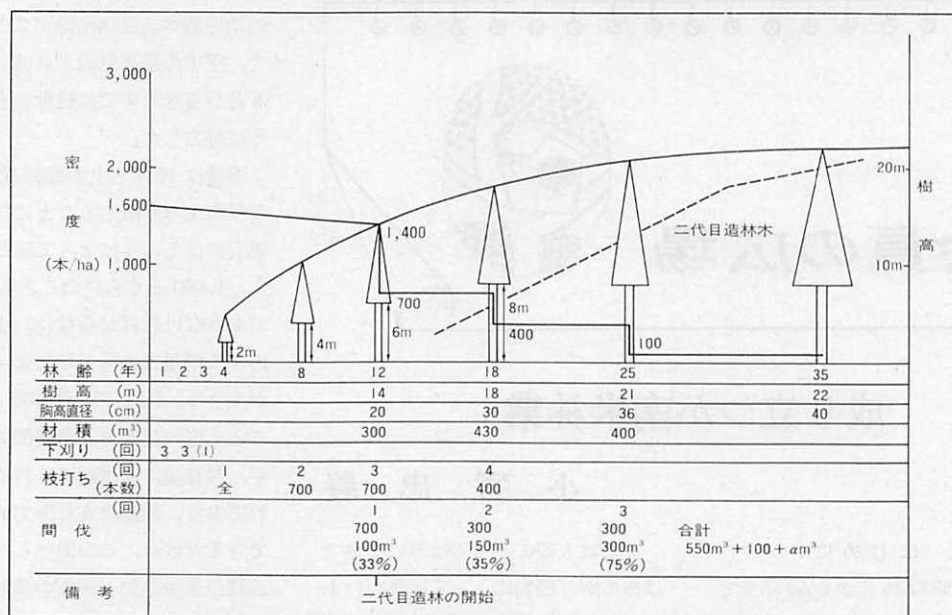 3,000
密
2,000
度
1,600
(本/ha)
1,000
20m
樹
高
10m
二代目造林木
1,400
700
400
100
2m
4m
6m
8m
林齢(年) 1 2 3 4 8 12 18 25 35
樹高(m) 14 18 21 22
胸高直径(cm) 20 30 36 40
材積(m³) 300 430 400
下刈り(回) 3 3 (1)
枝打ち(回) 1 2 3 4
(本数) 全 700 700 400
(回) 1 2 3
間伐 700 300 300 合計
100m³ 150m³ 300m³ 550m³+100+αm³
(33%) (35%) (75%)
備考 二代目造林の開始